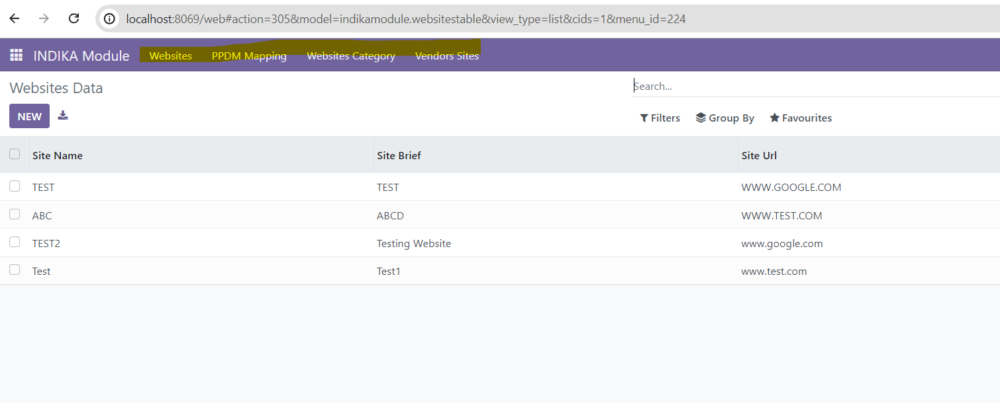 localhost:8069/web#action=305&model=indikamodule.websitestable&view_type=list&cids=1&menu_id=224
INDIKA Module Websites PPDM Mapping Websites Category Vendors Sites
Websites Data
Search...
NEW
Filters Group By Favourites
Site Name Site Brief Site Url
TEST TEST WWW.GOOGLE.COM
ABC ABCD WWW.TEST.COM
TEST2 Testing Website www.google.com
Test Test1 www.test.com